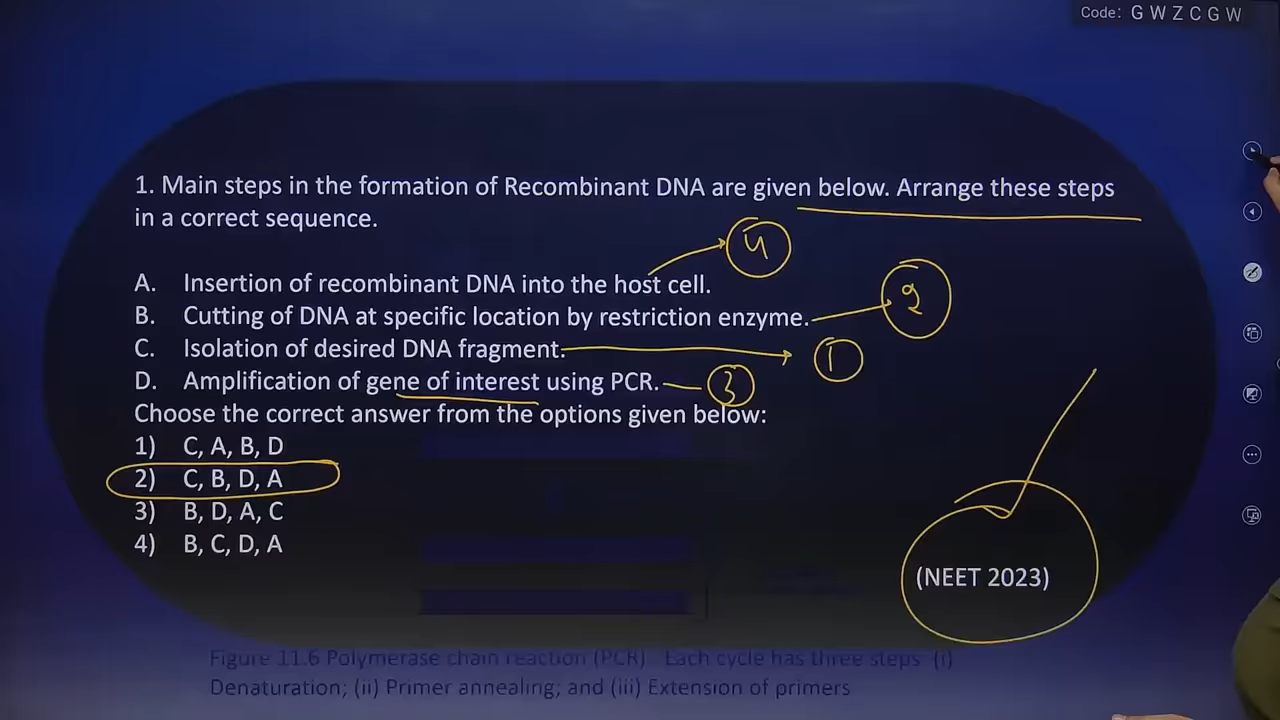 Code: G W Z C G W
1. Main steps in the formation of Recombinant DNA are given below. Arrange these steps
in a correct sequence.
4
A. Insertion of recombinant DNA into the host cell.
B. Cutting of DNA at specific location by restriction enzyme. 2
C. Isolation of desired DNA fragment. 1
D. Amplification of gene of interest using PCR. 3
Choose the correct answer from the options given below:
1) C, A, B, D
2) C, B, D, A
3) B, D, A, C
4) B, C, D, A
(NEET 2023)
Figure 11.6 Polymerase chain reaction (PCR) Each cycle has three steps (i)
Denaturation; (ii) Primer annealing; and (iii) Extension of primers